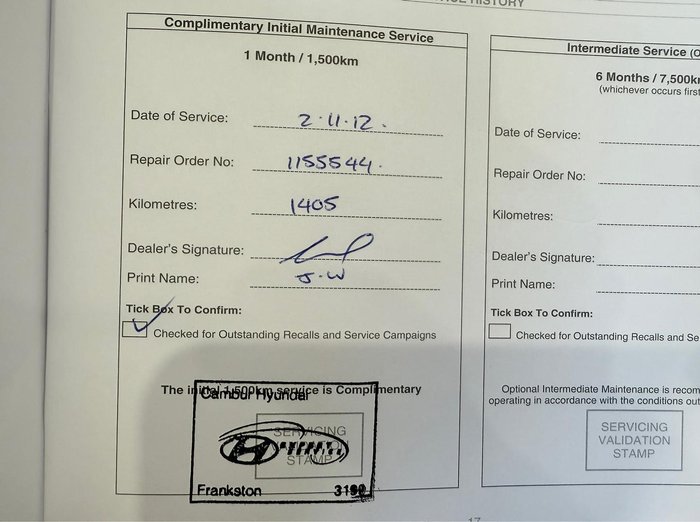 HISTORY
Complimentary Initial Maintenance Service
1 Month / 1,500km
Date of Service: 2.11.12.
Repair Order No: 1155544.
Kilometres: 1405
Dealer's Signature:
Print Name: J.W
Tick Box To Confirm:
Checked for Outstanding Recalls and Service Campaigns
The initial 1,500km service is Complimentary
Cambur Hyundai
SERVICING
VALIDATION
STAMP
Frankston
Intermediate Service (O
6 Months / 7,500k
(whichever occurs first
Date of Service:
Repair Order No:
Kilometres:
Dealer's Signature:
Print Name:
Tick Box To Confirm:
Checked for Outstanding Recalls and Se
Optional Intermediate Maintenance is recom
operating in accordance with the conditions out
SERVICING
VALIDATION
STAMP
17